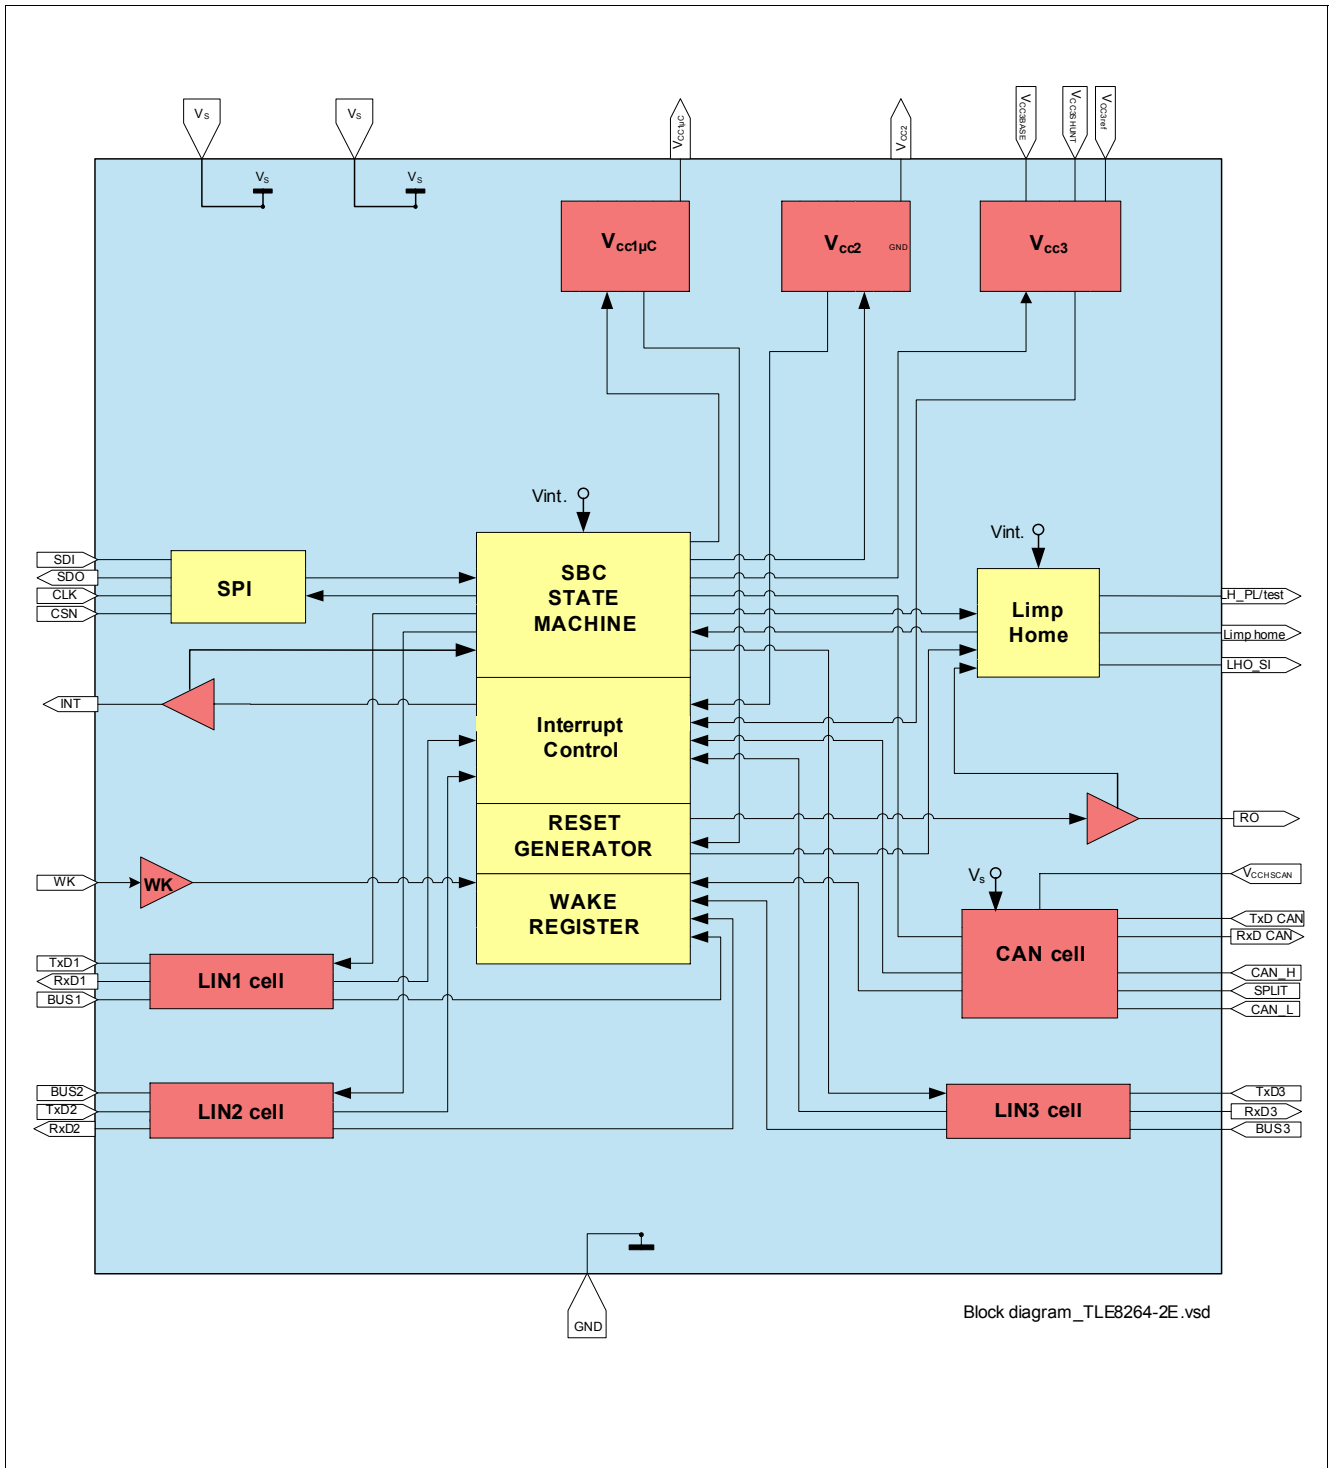 Vs
Vs
VCC1µC
VCC2
VCC3BASE
VCC3SHUNT
VCC3ref
Vs
Vs
Vcc1µC
Vcc2
GND
Vcc3
Vint.
Vint.
SDI
SDO
CLK
CSN
SPI
SBC
STATE
MACHINE
Limp
Home
LH_PL/test
Limp home
LHO_SI
INT
Interrupt
Control
RESET
GENERATOR
RO
WK
WK
WAKE
REGISTER
Vs
VCCHSCAN
TxD CAN
RxD CAN
CAN cell
CAN_H
SPLIT
CAN_L
TxD1
RxD1
BUS1
LIN1 cell
BUS2
TxD2
RxD2
LIN2 cell
LIN3 cell
TxD3
RxD3
BUS3
GND
Block diagram_TLE8264-2E.vsd